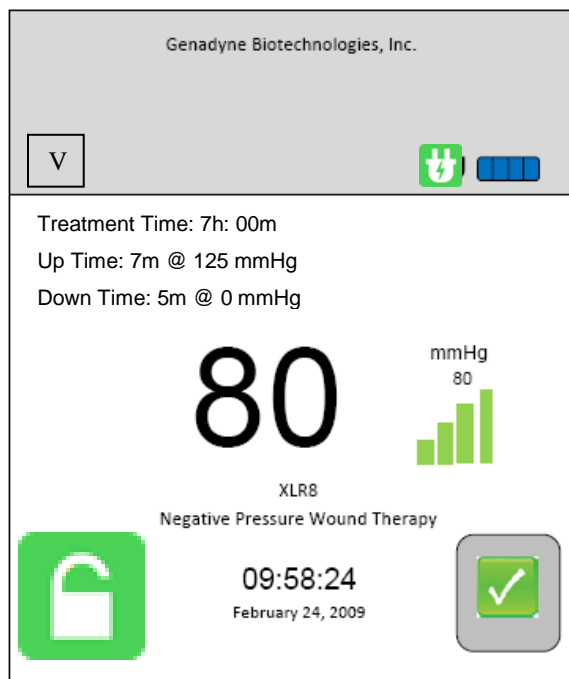 Genadyne Biotechnologies, Inc.
V
Treatment Time: 7h: 00m
Up Time: 7m @ 125 mmHg
Down Time: 5m @ 0 mmHg
80
mmHg
80
XLR8
Negative Pressure Wound Therapy
09:58:24
February 24, 2009